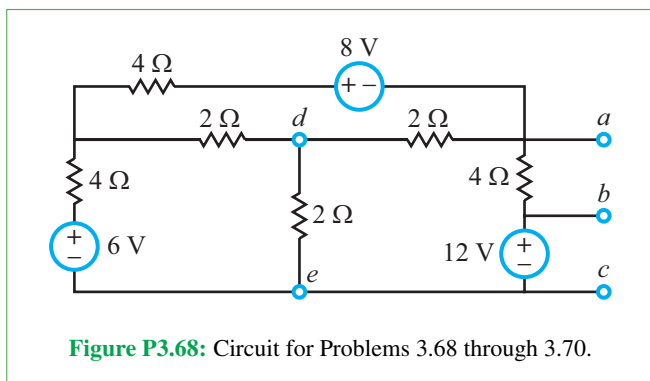 8 V
4 Ω
+ −
2 Ω
d
2 Ω
a
4 Ω
4 Ω
b
2 Ω
+
−
6 V
12 V
+
−
e
c
Figure P3.68: Circuit for Problems 3.68 through 3.70.